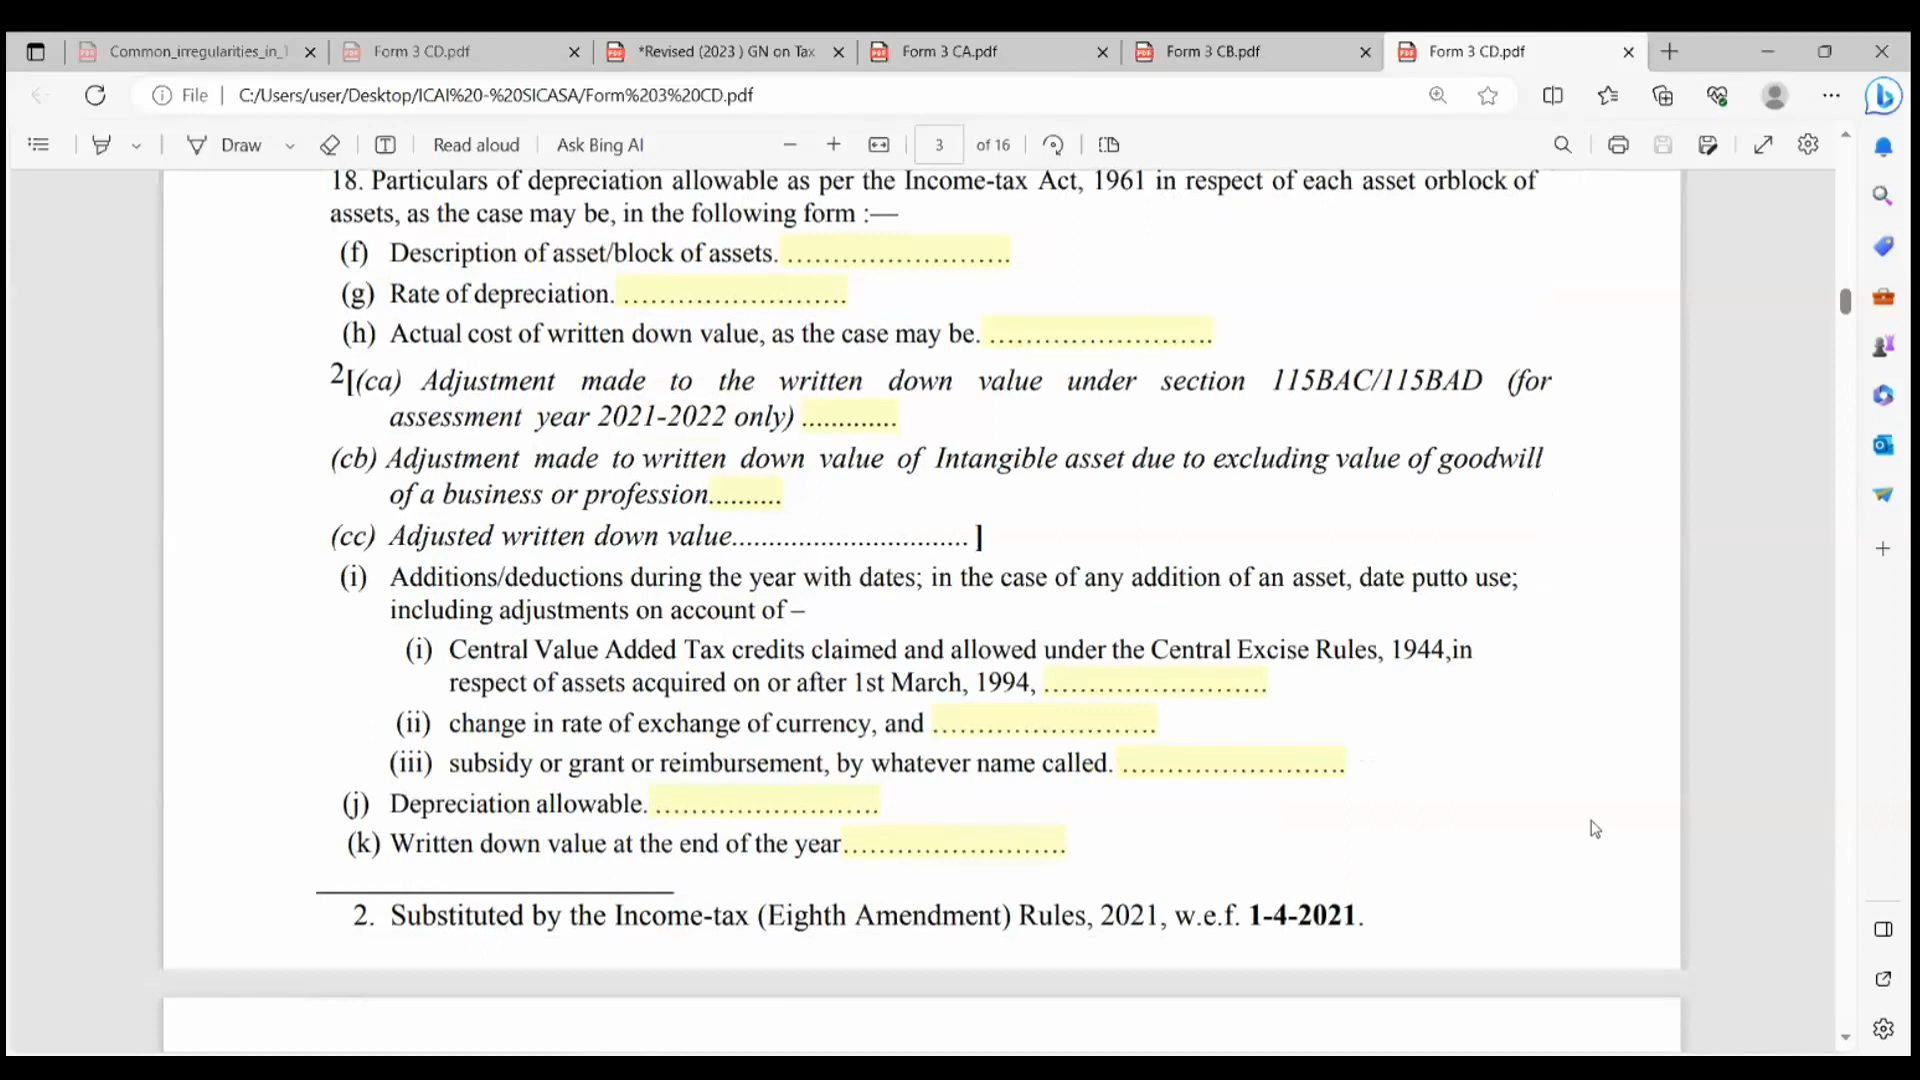 Common_irregularities_in_T
Form 3 CD.pdf
*Revised (2023 ) GN on Tax
Form 3 CA.pdf
Form 3 CB.pdf
Form 3 CD.pdf
File
C:/Users/user/Desktop/ICAI%20-%20SICASA/Form%203%20CD.pdf
Draw
Read aloud
Ask Bing AI
3 of 16
18. Particulars of depreciation allowable as per the Income-tax Act, 1961 in respect of each asset orblock of
assets, as the case may be, in the following form :—
(f) Description of asset/block of assets. .........................
(g) Rate of depreciation. .........................
(h) Actual cost of written down value, as the case may be. .........................
2[(ca) Adjustment made to the written down value under section 115BAC/115BAD (for
assessment year 2021-2022 only) .............
(cb) Adjustment made to written down value of Intangible asset due to excluding value of goodwill
of a business or profession..........
(cc) Adjusted written down value................................ ]
(i) Additions/deductions during the year with dates; in the case of any addition of an asset, date putto use;
including adjustments on account of –
(i) Central Value Added Tax credits claimed and allowed under the Central Excise Rules, 1944,in
respect of assets acquired on or after 1st March, 1994, .........................
(ii) change in rate of exchange of currency, and .........................
(iii) subsidy or grant or reimbursement, by whatever name called. .........................
(j) Depreciation allowable. .........................
(k) Written down value at the end of the year.........................
2. Substituted by the Income-tax (Eighth Amendment) Rules, 2021, w.e.f. 1-4-2021.